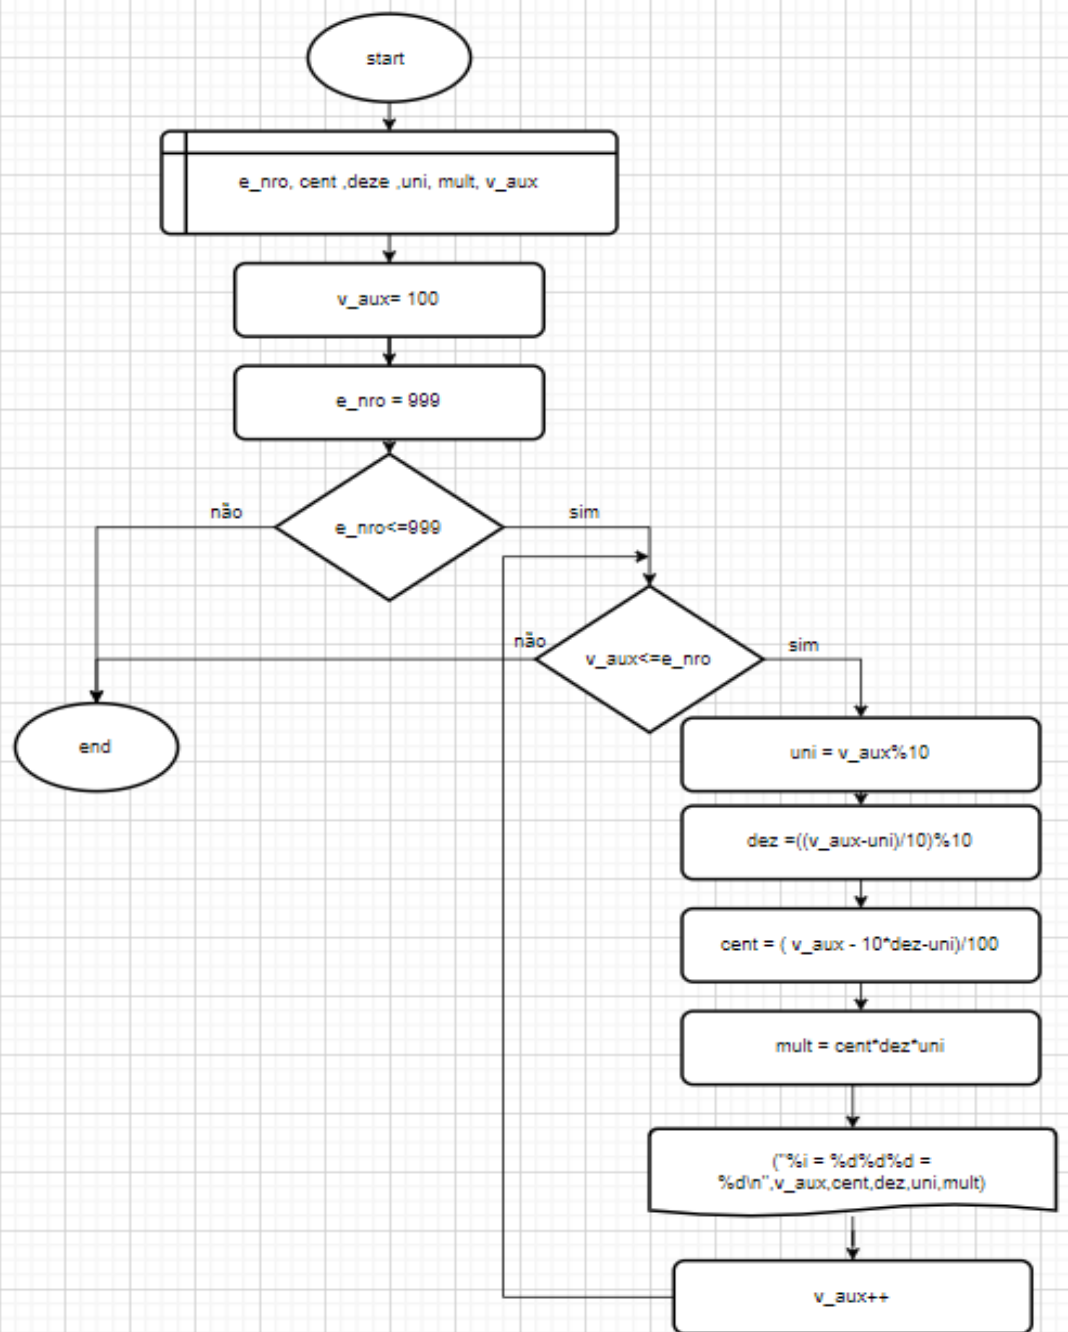 start
e_nro, cent ,deze ,uni, mult, v_aux
v_aux= 100
e_nro = 999
não
e_nro<=999
sim
não
v_aux<=e_nro
sim
end
uni = v_aux%10
dez =((v_aux-uni)/10)%10
cent = ( v_aux - 10*dez-uni)/100
mult = cent*dez*uni
("%i = %d%d%d =
%d\n",v_aux,cent,dez,uni,mult)
v_aux++